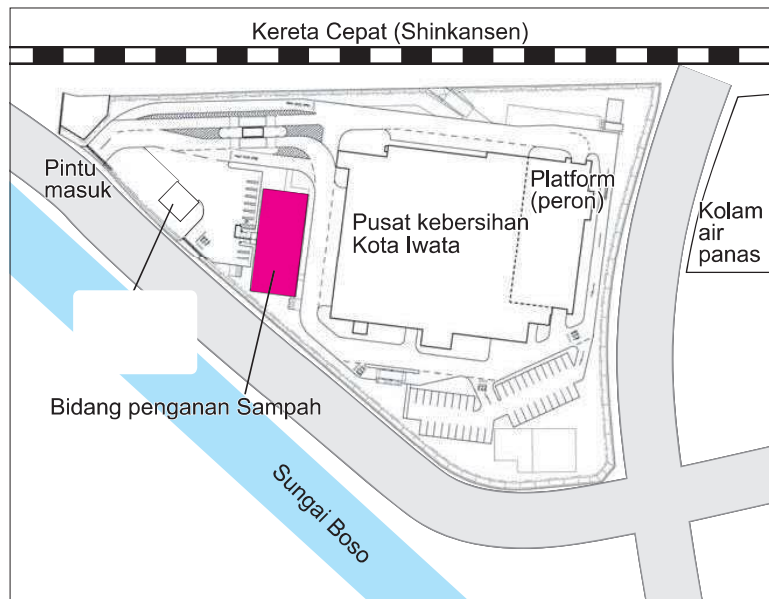 Kereta Cepat (Shinkansen)
Pintu
masuk
Platform
(peron)
Pusat kebersihan
Kota Iwata
Kolam
air
panas
Bidang penganan Sampah
Sungai Boso